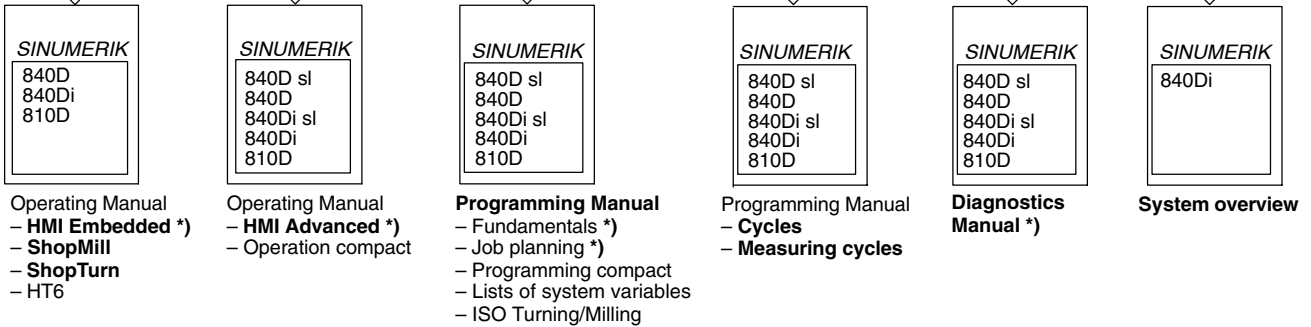 SINUMERIK
840D
840Di
810D
Operating Manual
– HMI Embedded *)
– ShopMill
– ShopTurn
– HT6
SINUMERIK
840D sl
840D
840Di sl
840Di
810D
Operating Manual
– HMI Advanced *)
– Operation compact
SINUMERIK
840D sl
840D
840Di sl
840Di
810D
Programming Manual
– Fundamentals *)
– Job planning *)
– Programming compact
– Lists of system variables
– ISO Turning/Milling
SINUMERIK
840D sl
840D
840Di sl
840Di
810D
Programming Manual
– Cycles
– Measuring cycles
SINUMERIK
840D sl
840D
840Di sl
840Di
810D
Diagnostics
Manual *)
SINUMERIK
840Di
System overview